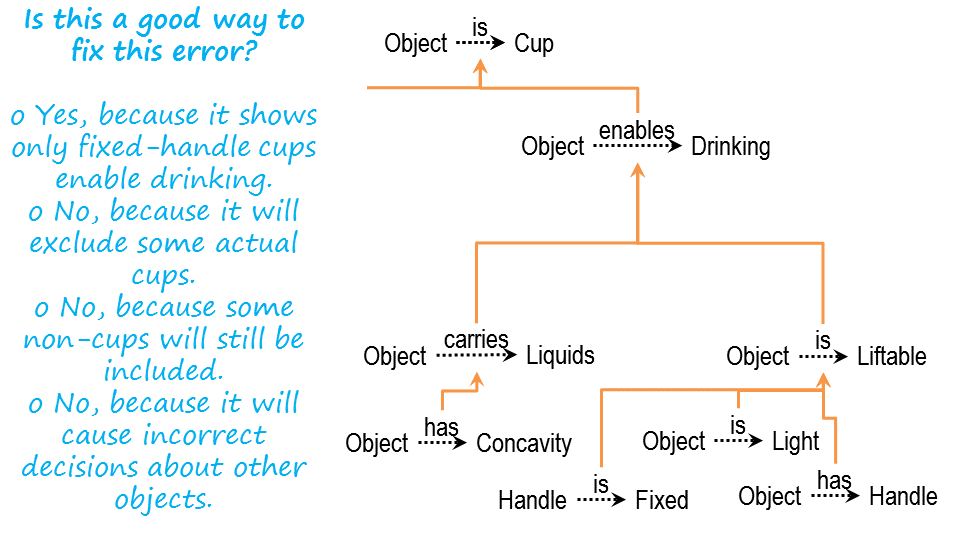 Is this a good way to
fix this error?
o Yes, because it shows
only fixed-handle cups
enable drinking.
o No, because it will
exclude some actual
cups.
o No, because some
non-cups will still be
included.
o No, because it will
cause incorrect
decisions about other
objects.
Object is Cup
Object enables Drinking
Object carries Liquids
Object is Liftable
Object has Concavity
Object is Light
Handle is Fixed
Object has Handle